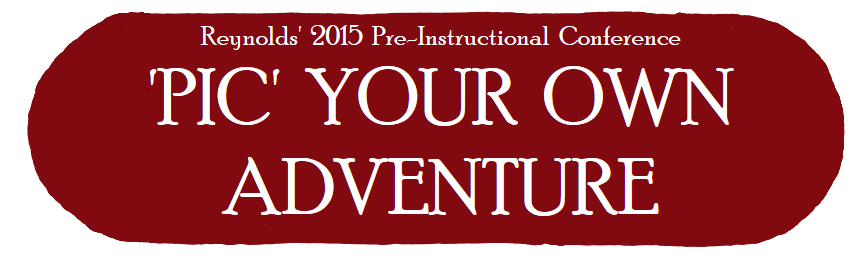 Reynolds' 2015 Pre-Instructional Conference
'PIC' YOUR OWN
ADVENTURE